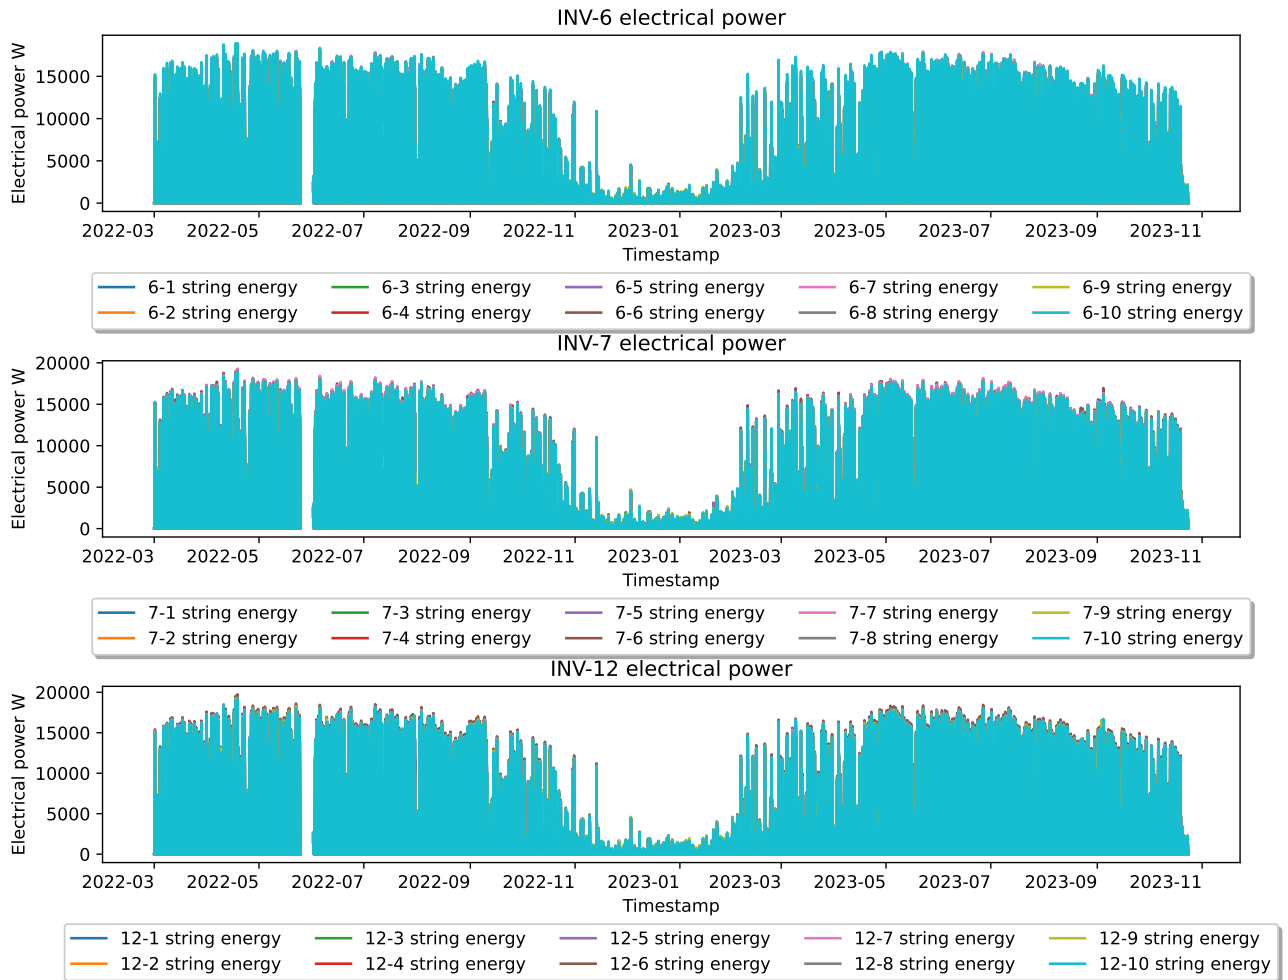 INV-6 electrical power
Electrical power W
15000
10000
5000
0
2022-03 2022-05 2022-07 2022-09 2022-11 2023-01 2023-03 2023-05 2023-07 2023-09 2023-11
Timestamp
6-1 string energy 6-3 string energy 6-5 string energy 6-7 string energy 6-9 string energy
6-2 string energy 6-4 string energy 6-6 string energy 6-8 string energy 6-10 string energy
INV-7 electrical power
Electrical power W
20000
15000
10000
5000
0
2022-03 2022-05 2022-07 2022-09 2022-11 2023-01 2023-03 2023-05 2023-07 2023-09 2023-11
Timestamp
7-1 string energy 7-3 string energy 7-5 string energy 7-7 string energy 7-9 string energy
7-2 string energy 7-4 string energy 7-6 string energy 7-8 string energy 7-10 string energy
INV-12 electrical power
Electrical power W
20000
15000
10000
5000
0
2022-03 2022-05 2022-07 2022-09 2022-11 2023-01 2023-03 2023-05 2023-07 2023-09 2023-11
Timestamp
12-1 string energy 12-3 string energy 12-5 string energy 12-7 string energy 12-9 string energy
12-2 string energy 12-4 string energy 12-6 string energy 12-8 string energy 12-10 string energy